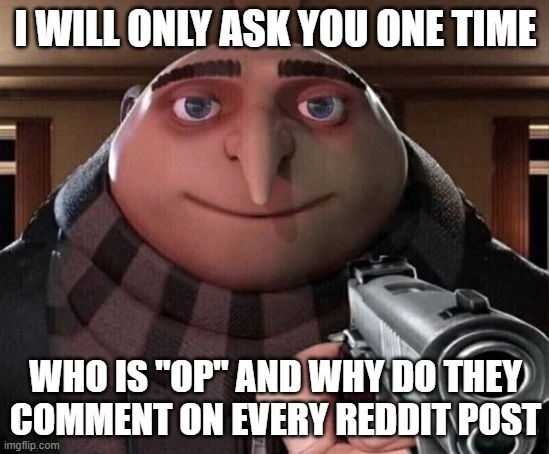 I WILL ONLY ASK YOU ONE TIME
WHO IS "OP" AND WHY DO THEY
COMMENT ON EVERY REDDIT POST
imgflip.com